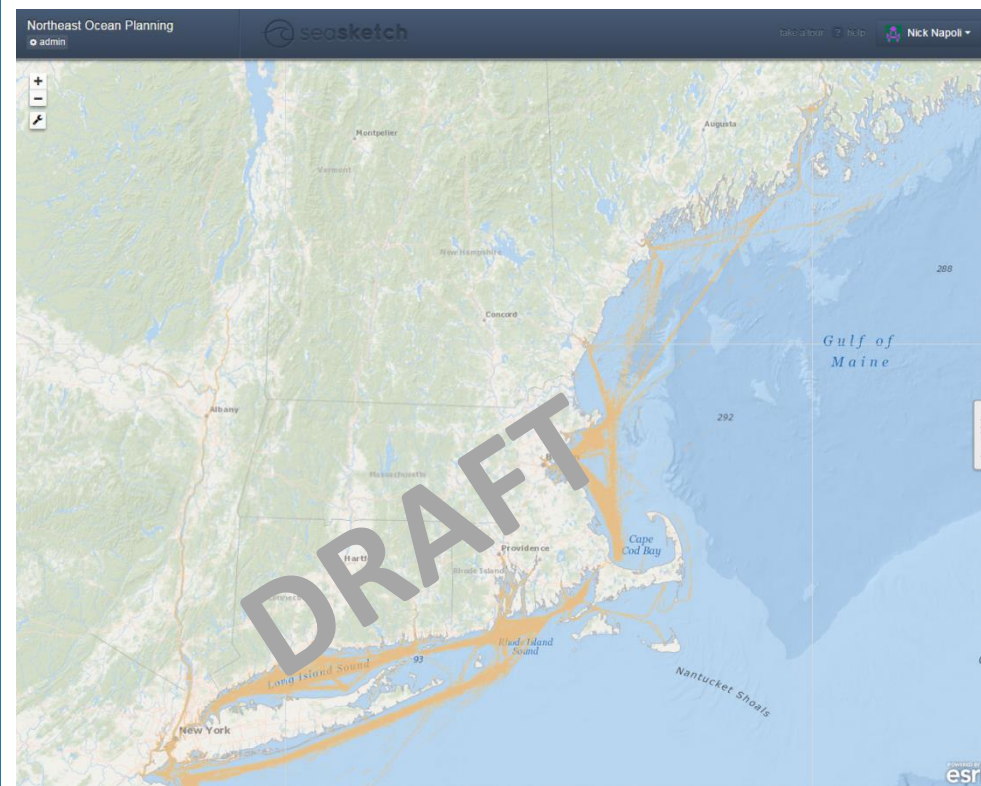 Northeast Ocean Planning
admin
seasketch
take a tour ? help
Nick Napoli
+
−
Montpelier
Augusta
Vermont
New Hampshire
288
Concord
Gulf of
Maine
Albany
292
DRAFT
Massachusetts
Cape
Cod Bay
Providence
Rhode Island
Rhode Island
Sound
93
Long Island Sound
Nantucket Shoals
New York
POWERED BY
esri